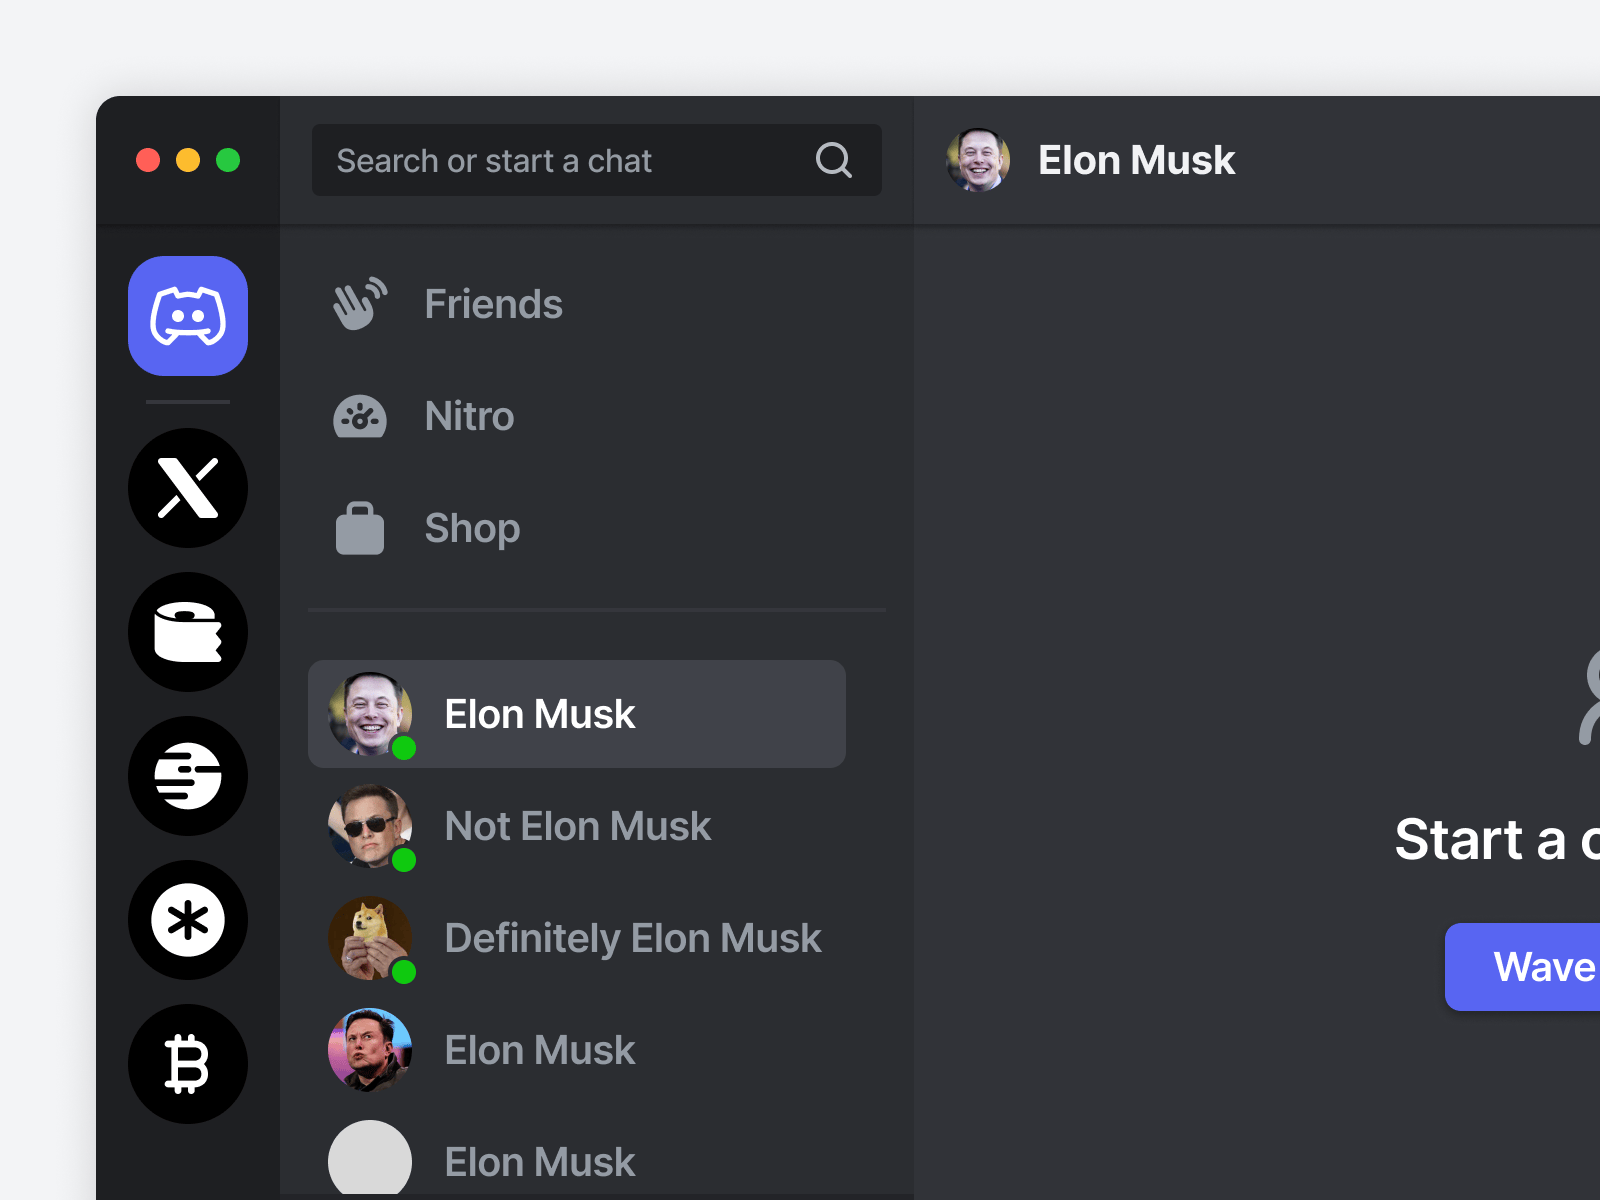 Search or start a chat
Elon Musk
Friends
Nitro
Shop
Elon Musk
Not Elon Musk
Definitely Elon Musk
Elon Musk
Elon Musk
Start a
Wave